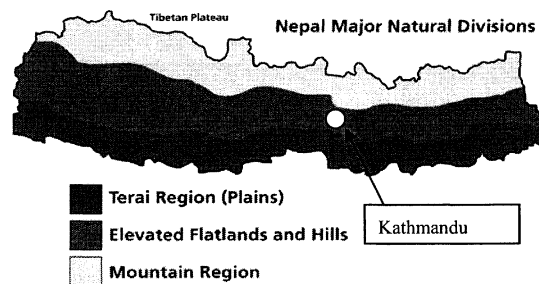 Tibetan Plateau
Nepal Major Natural Divisions
Terai Region (Plains)
Elevated Flatlands and Hills
Kathmandu
Mountain Region